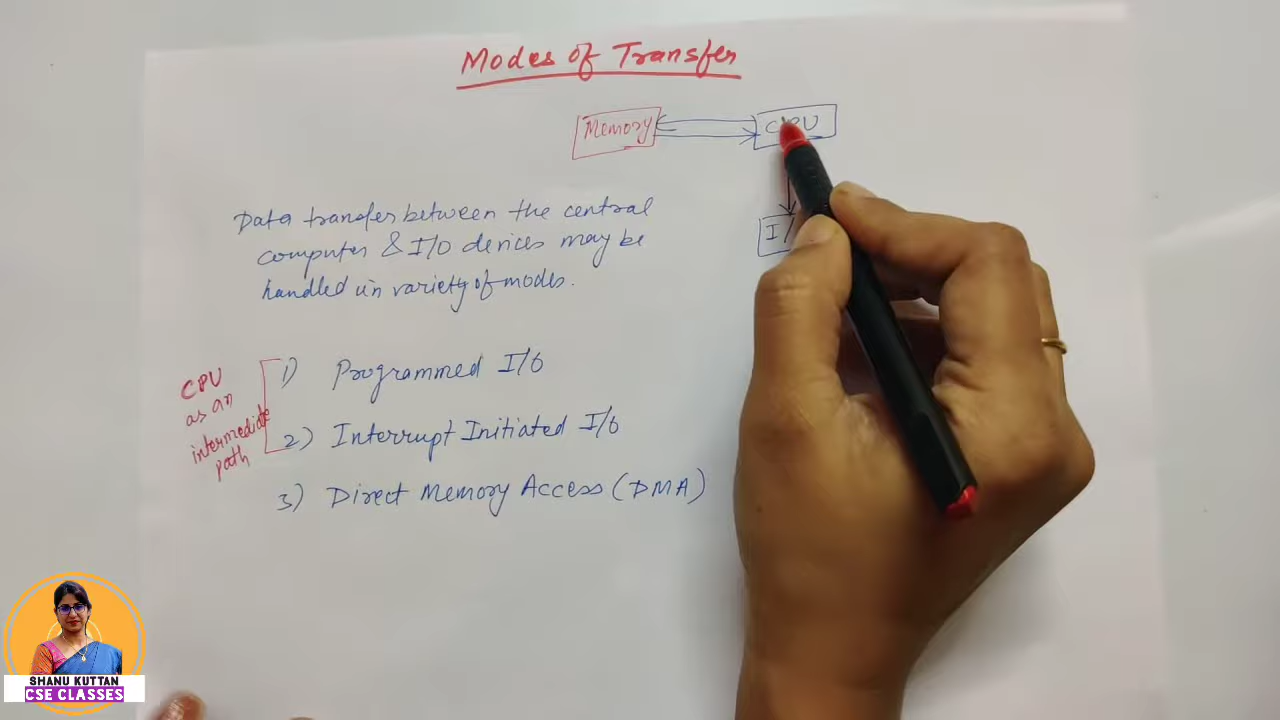 Modes of Transfer
Memory
CPU
I/
Data transfer between the central
computer & I/O devices may be
handled in variety of modes.
CPU
as an
intermediate
path
1) Programmed I/O
2) Interrupt Initiated I/O
3) Direct Memory Access (DMA)
SHANU KUTTAN
CSE CLASSES